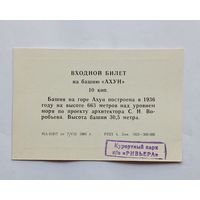 ВХОДНОЙ БИЛЕТ
на башню «АХУН»
10 коп.
Башня на горе Ахун построена в 1936
году на высоте 663 метров над уровнем
моря по проекту архитектора С. И. Во-
робьева. Высота башни 30,5 метра.
Курортный парк
п/о «РИВЬЕРА»